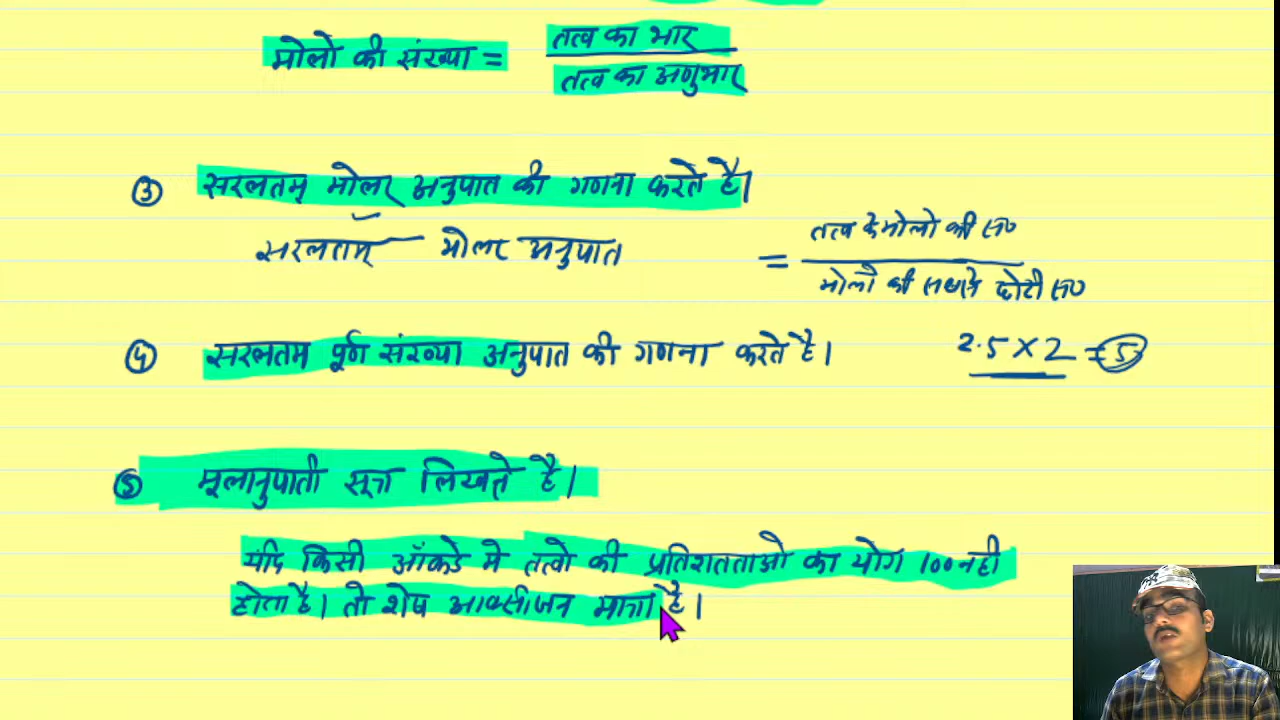 मोलो की संख्या = तत्व का भार
तत्व का अणुभार
③ सरलतम् मोलर अनुपात की गणना करते है।
सरलतम् मोलर अनुपात = तत्व के मोलो की सं०
मोलो की सबसे छोटी सं०
④ सरलतम पूर्ण संख्या अनुपात की गणना करते है। 2.5 × 2 = 5
⑤ मूलानुपाती सूत्र लिखते है।
यदि किसी आँकडे मे तत्वो की प्रतिशतताओ का योग 100 नही
होता है। तो शेष आक्सीजन मात्रा है।